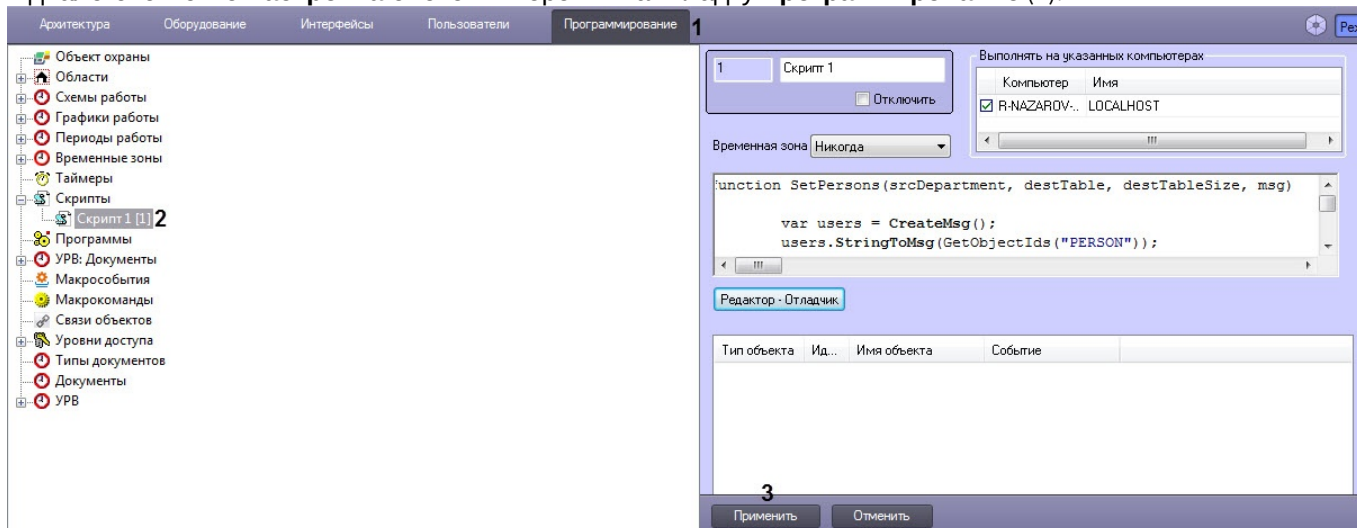 Архитектура Оборудование Интерфейсы Пользователи Программирование 1
Объект охраны
Области
Схемы работы
Графики работы
Периоды работы
Временные зоны
Таймеры
Скрипты
Скрипт 1 [1] 2
Программы
УРВ: Документы
Макрособытия
Макрокоманды
Связи объектов
Уровни доступа
Типы документов
Документы
УРВ
1 Скрипт 1
Отключить
Выполнять на указанных компьютерах
Компьютер Имя
R-NAZAROV-.. LOCALHOST
Временная зона Никогда
unction SetPersons(srcDepartment, destTable, destTableSize, msg)
var users = CreateMsg();
users.StringToMsg(GetObjectIds("PERSON"));
Редактор - Отладчик
Тип объекта Ид... Имя объекта Событие
3
Применить Отменить